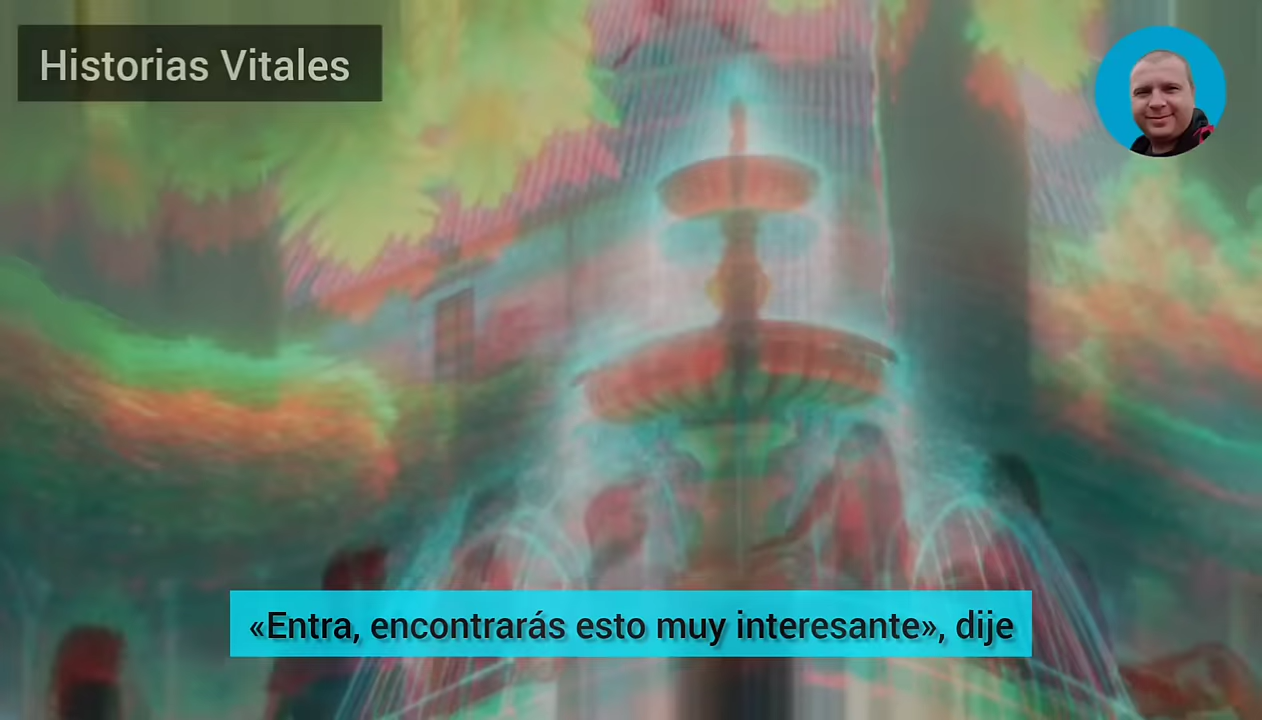 Historias Vitales
«Entra, encontrarás esto muy interesante», dije